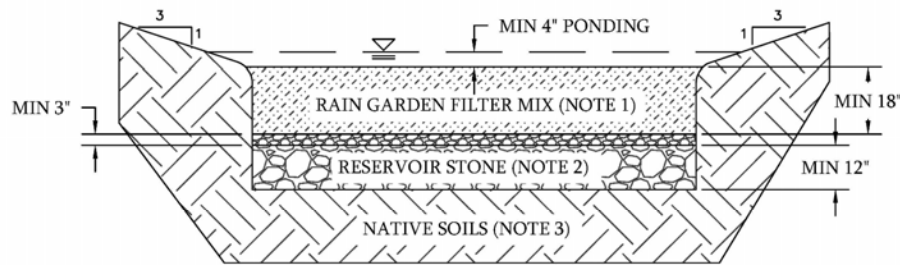 3
1
MIN 4" PONDING
3
1
MIN 3"
RAIN GARDEN FILTER MIX (NOTE 1)
MIN 18"
RESERVOIR STONE (NOTE 2)
MIN 12"
NATIVE SOILS (NOTE 3)